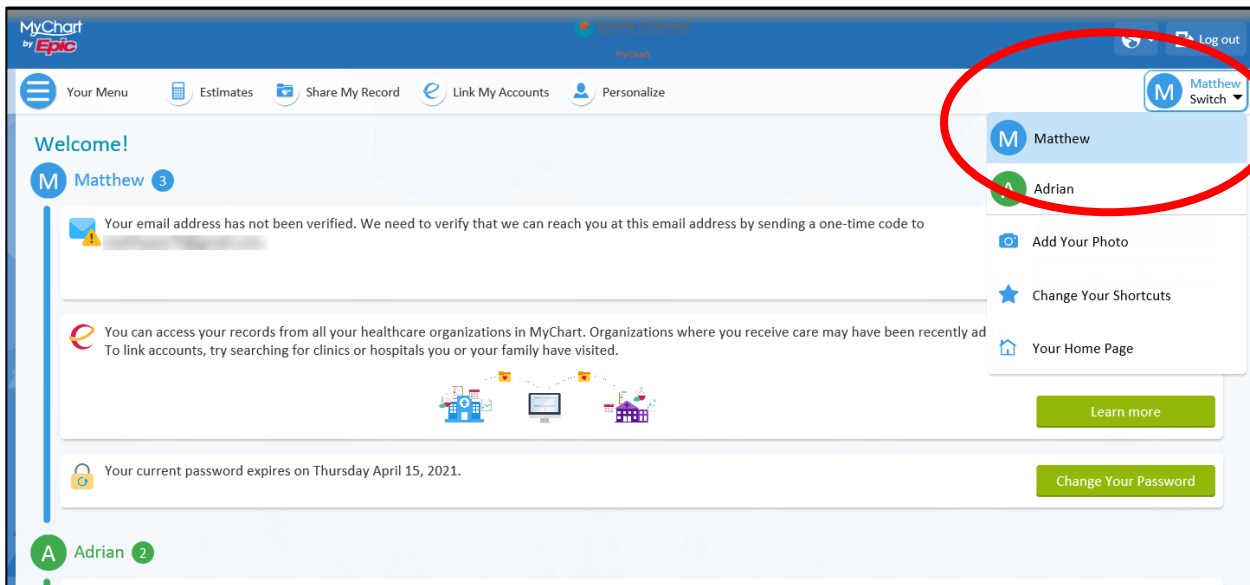 MyChart
by Epic
MyChart
Log out
Your Menu
Estimates
Share My Record
Link My Accounts
Personalize
M
Matthew
Switch
M Matthew
A Adrian
Add Your Photo
Change Your Shortcuts
Your Home Page
Welcome!
M Matthew 3
Your email address has not been verified. We need to verify that we can reach you at this email address by sending a one-time code to
You can access your records from all your healthcare organizations in MyChart. Organizations where you receive care may have been recently ad
To link accounts, try searching for clinics or hospitals you or your family have visited.
Learn more
Your current password expires on Thursday April 15, 2021.
Change Your Password
A Adrian 2